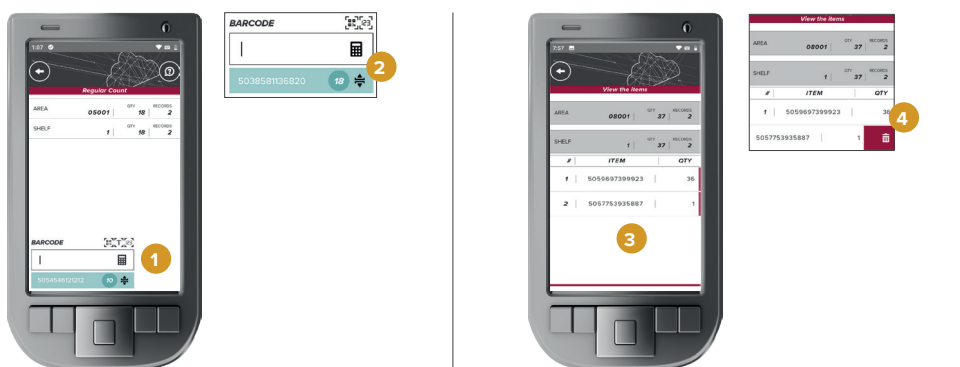 1:07
Regular Count
AREA 05001 QTY 18 RECORDS 2
SHELF 1 QTY 18 RECORDS 2
BARCODE
5054546121212 10
1
BARCODE 123
5038581136820 18
2
7:57
View the items
AREA 08001 QTY 37 RECORDS 2
SHELF 1 QTY 37 RECORDS 2
# ITEM QTY
1 5059697399923 36
2 5057753935887 1
3
View the items
AREA 08001 QTY 37 RECORDS 2
SHELF 1 QTY 37 RECORDS 2
# ITEM QTY
1 5059697399923 36
5057753935887 1
4